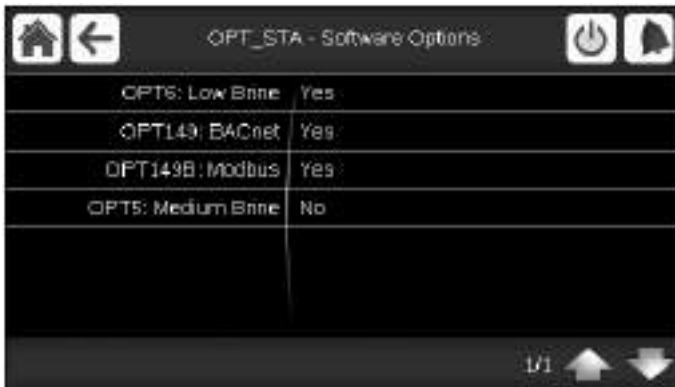 OPT_STA - Software Options
OPT6: Low Brine Yes
OPT149: BACnet Yes
OPT149B: Modbus Yes
OPT5: Medium Brine No
1/1